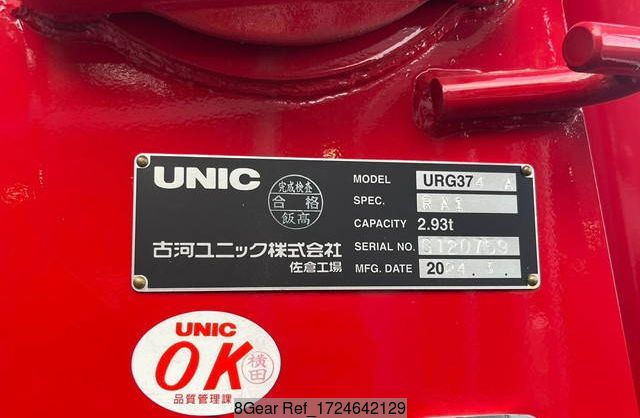 UNIC
完成検査
合格
飯高
古河ユニック株式会社
佐倉工場
MODEL URG374 A
SPEC.
CAPACITY 2.93t
SERIAL NO.
MFG. DATE 2024.
UNIC
OK
横田
品質管理課
8Gear Ref_1724642129